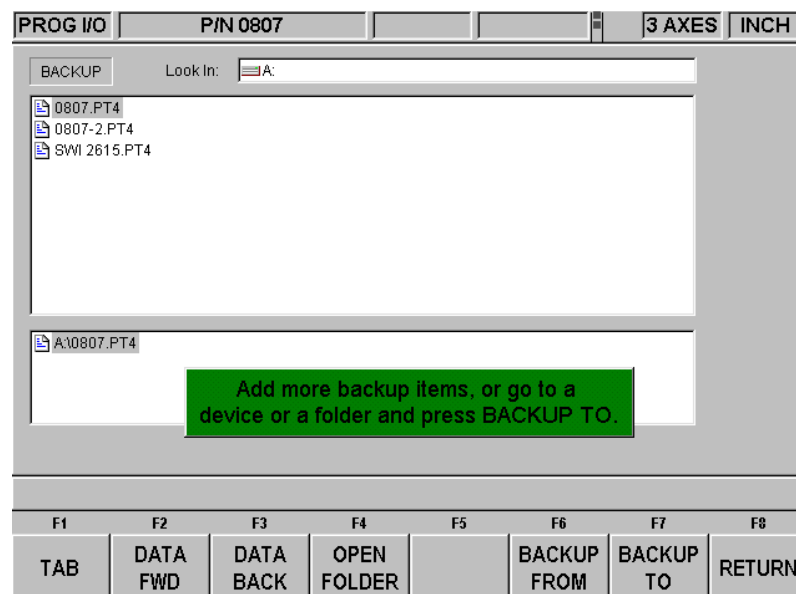 PROG I/O P/N 0807 3 AXES INCH
BACKUP Look In: A:
0807.PT4
0807-2.PT4
SWI 2615.PT4
A:\0807.PT4
Add more backup items, or go to a
device or a folder and press BACKUP TO.
F1 F2 F3 F4 F5 F6 F7 F8
TAB DATA FWD DATA BACK OPEN FOLDER BACKUP FROM BACKUP TO RETURN